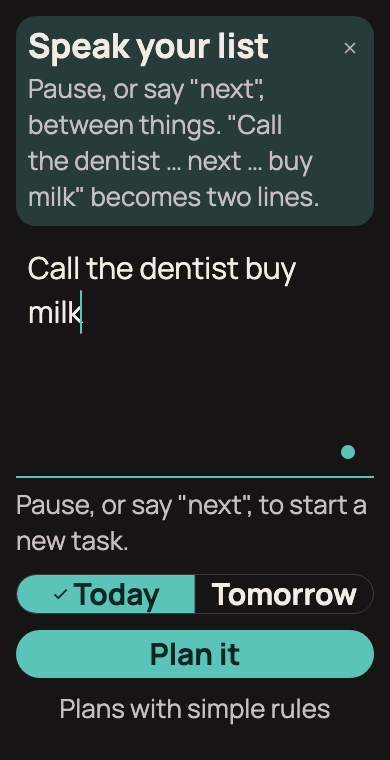 Speak your list
Pause, or say "next",
between things. "Call
the dentist … next … buy
milk" becomes two lines.
Call the dentist buy
milk
Pause, or say "next", to start a
new task.
Today
Tomorrow
Plan it
Plans with simple rules